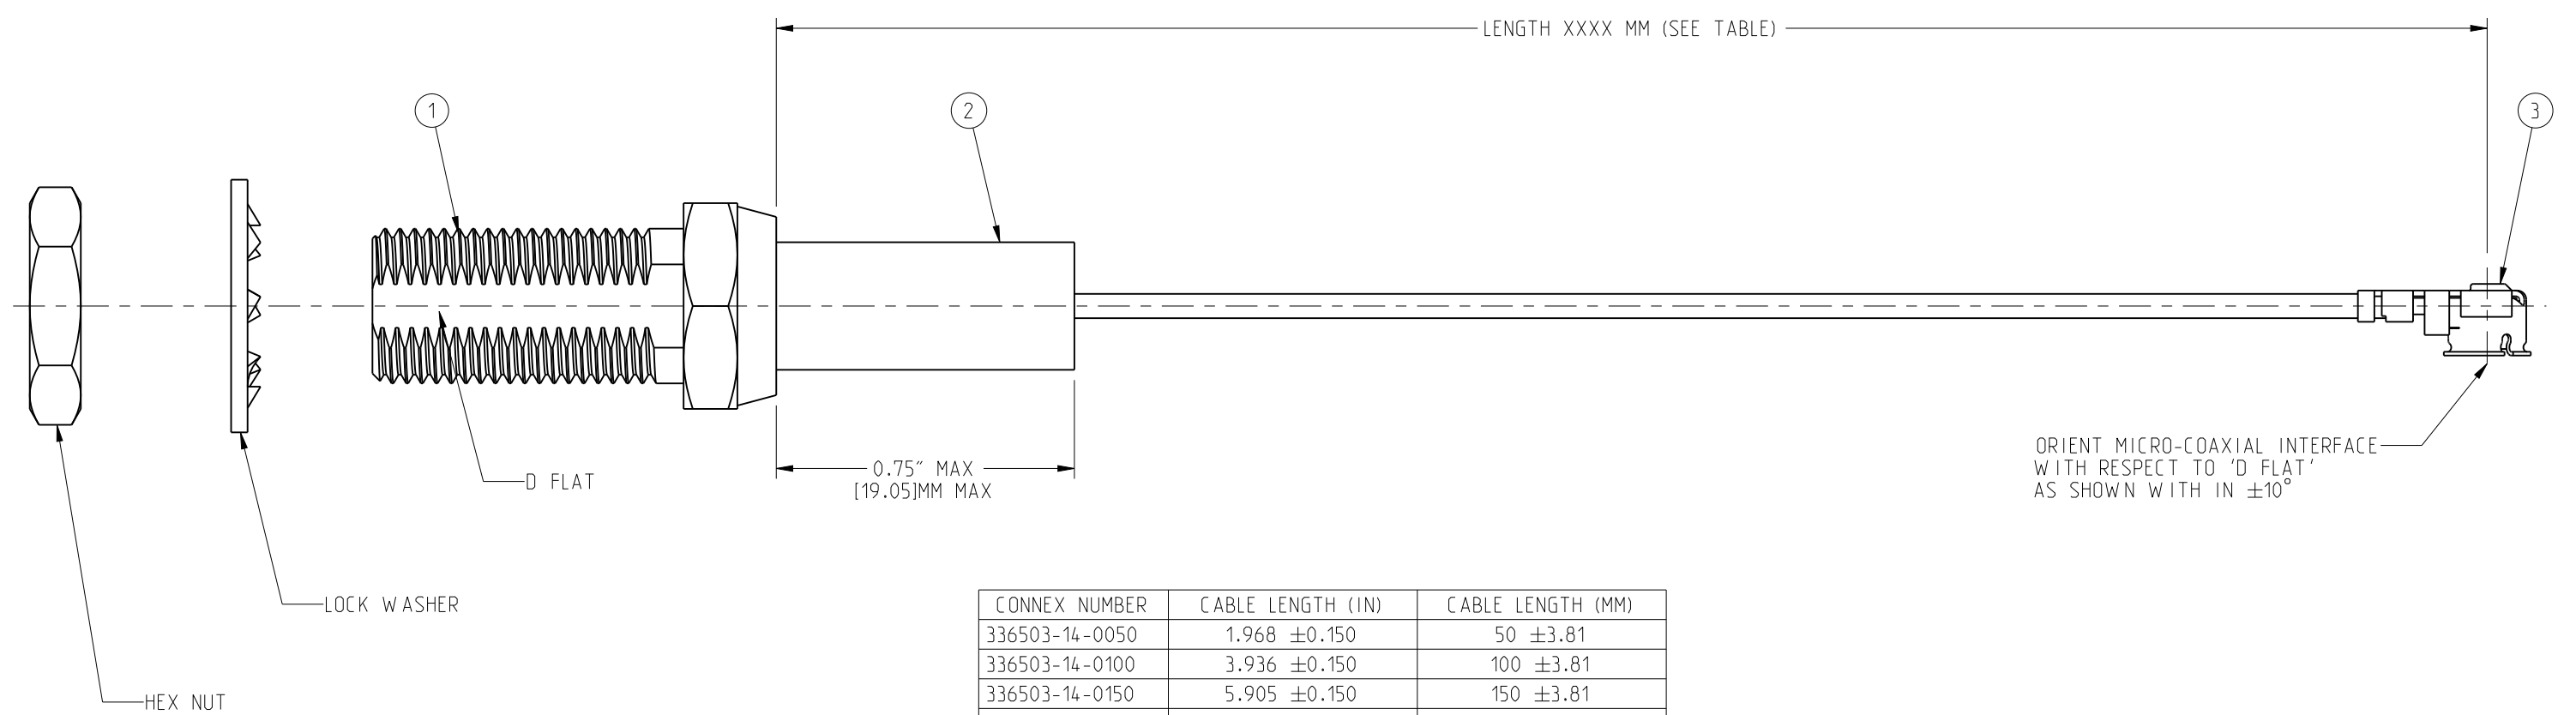 LENGTH XXXX MM (SEE TABLE)
1
2
3
D FLAT
0.75" MAX
[19.05]MM MAX
ORIENT MICRO-COAXIAL INTERFACE
WITH RESPECT TO 'D FLAT'
AS SHOWN WITH IN ±10°
LOCK WASHER
HEX NUT
CONNEX NUMBER CABLE LENGTH (IN) CABLE LENGTH (MM)
336503-14-0050 1.968 ±0.150 50 ±3.81
336503-14-0100 3.936 ±0.150 100 ±3.81
336503-14-0150 5.905 ±0.150 150 ±3.81